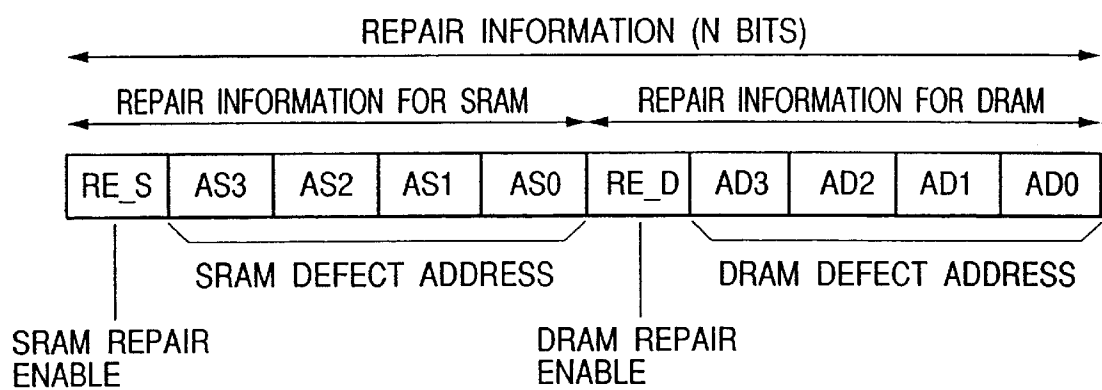 REPAIR INFORMATION (N BITS)
REPAIR INFORMATION FOR SRAM REPAIR INFORMATION FOR DRAM
RE_S AS3 AS2 AS1 AS0 RE_D AD3 AD2 AD1 AD0
SRAM DEFECT ADDRESS DRAM DEFECT ADDRESS
SRAM REPAIR ENABLE
DRAM REPAIR ENABLE